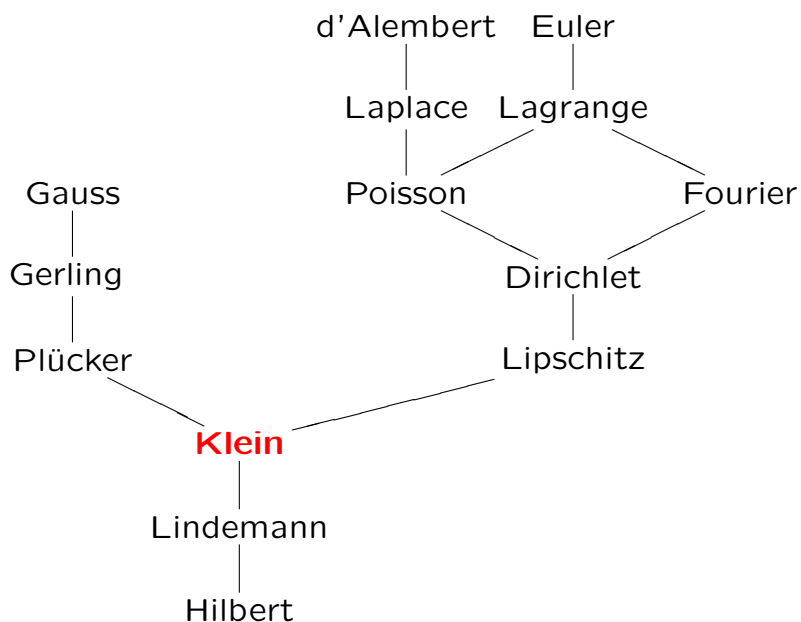 d'Alembert Euler
Laplace Lagrange
Gauss Poisson Fourier
Gerling Dirichlet
Plücker Lipschitz
Klein
Lindemann
Hilbert